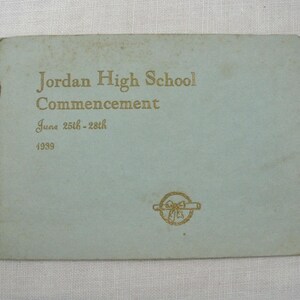 Jordan High School
Commencement
June 25th - 28th
1939